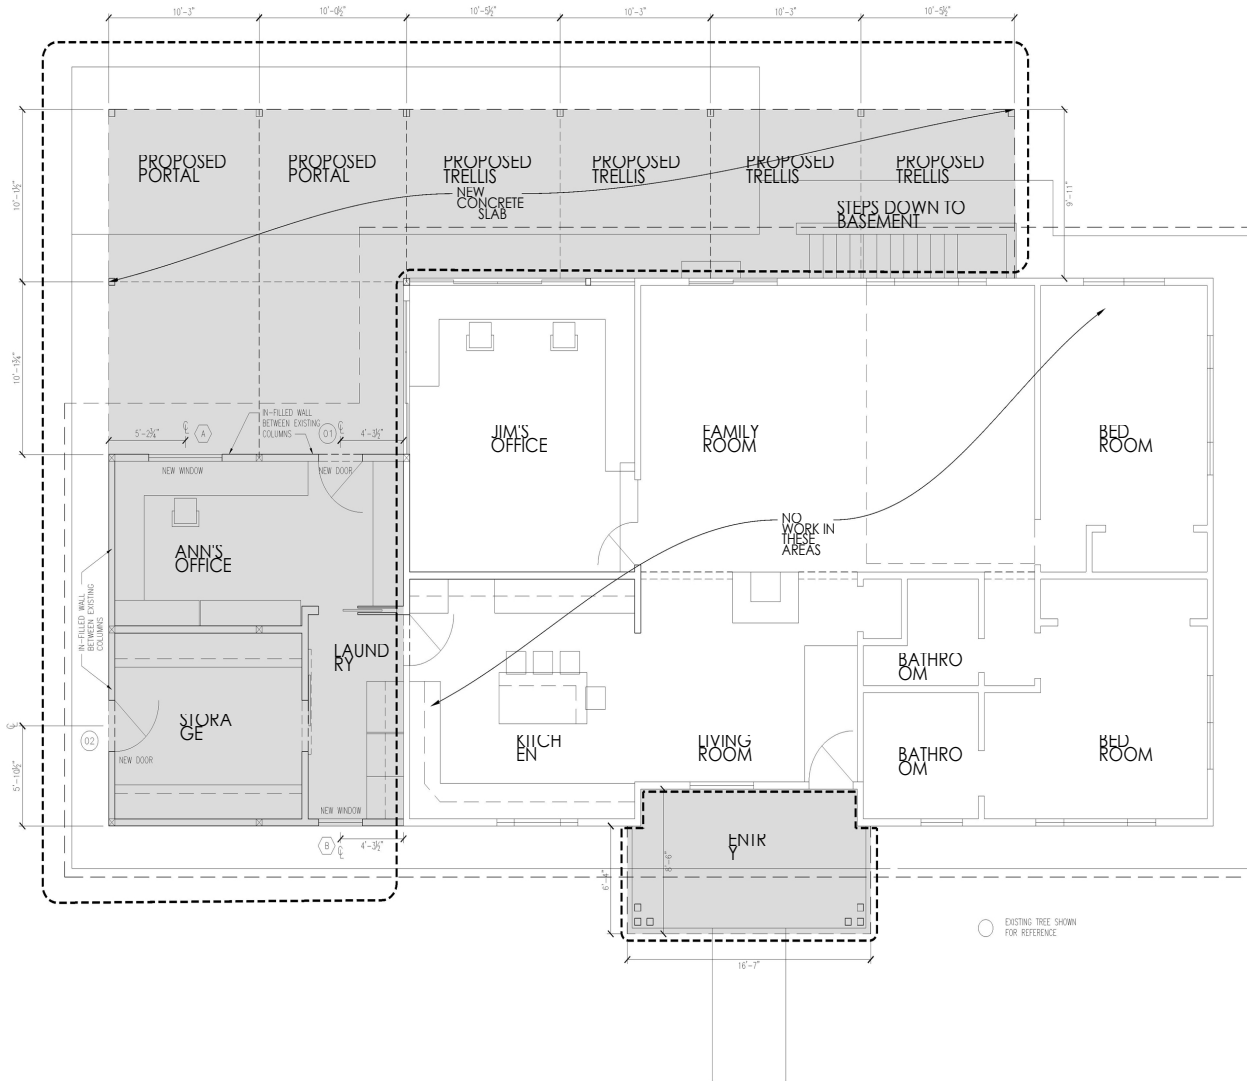 10'-3"
10'-0½"
10'-5½"
10'-3"
10'-3"
10'-5½"
PROPOSED
PORTAL
PROPOSED
PORTAL
PROPOSED
TRELLIS
PROPOSED
TRELLIS
PROPOSED
TRELLIS
PROPOSED
TRELLIS
10'-1½"
NEW
CONCRETE
SLAB
STEPS DOWN TO
BASEMENT
9'-11"
10'-1¾"
5'-2¾"
A
IN-FILLED WALL
BETWEEN EXISTING
COLUMNS
01
4'-3½"
NEW WINDOW
NEW DOOR
JIM'S
OFFICE
FAMILY
ROOM
BED
ROOM
NO
WORK IN
THESE
AREAS
ANN'S
OFFICE
IN-FILLED WALL
BETWEEN EXISTING
COLUMNS
LAUND
RY
BATHRO
OM
STORA
GE
02
NEW DOOR
5'-10½"
KITCH
EN
LIVING
ROOM
BATHRO
OM
BED
ROOM
NEW WINDOW
B
4'-3½"
ENTR
Y
8'-6"
6'-4"
16'-7"
EXISTING TREE SHOWN
FOR REFERENCE